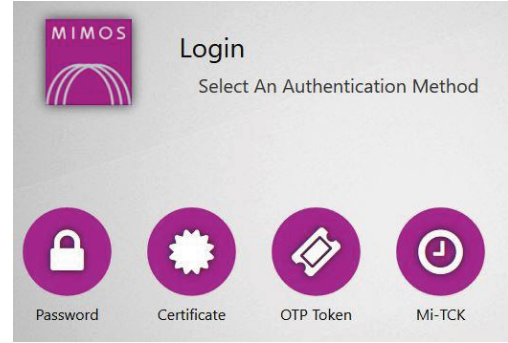 MIMOS
Login
Select An Authentication Method
Password
Certificate
OTP Token
Mi-TCK